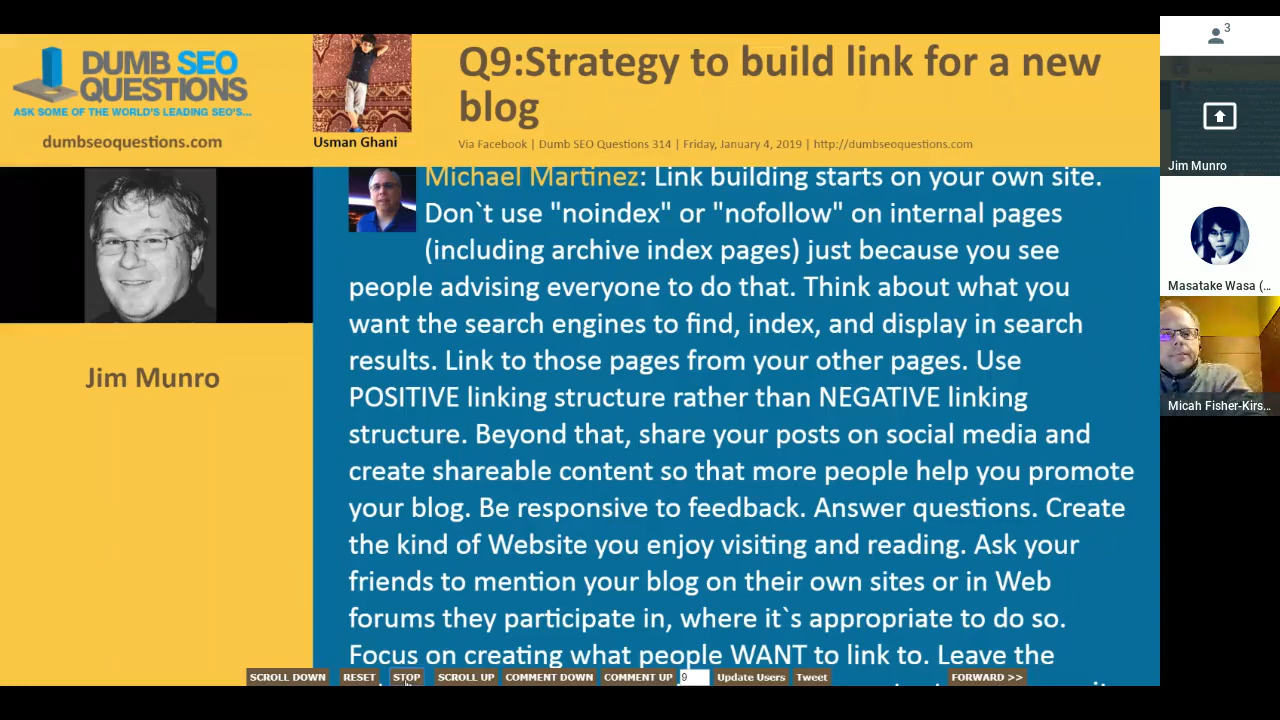 DUMB SEO
QUESTIONS
ASK SOME OF THE WORLD'S LEADING SEO'S...
dumbseoquestions.com
Usman Ghani
Q9:Strategy to build link for a new
blog
Via Facebook | Dumb SEO Questions 314 | Friday, January 4, 2019 | http://dumbseoquestions.com
Jim Munro
Michael Martinez: Link building starts on your own site.
Don`t use "noindex" or "nofollow" on internal pages
(including archive index pages) just because you see
people advising everyone to do that. Think about what you
want the search engines to find, index, and display in search
results. Link to those pages from your other pages. Use
POSITIVE linking structure rather than NEGATIVE linking
structure. Beyond that, share your posts on social media and
create shareable content so that more people help you promote
your blog. Be responsive to feedback. Answer questions. Create
the kind of Website you enjoy visiting and reading. Ask your
friends to mention your blog on their own sites or in Web
forums they participate in, where it`s appropriate to do so.
Focus on creating what people WANT to link to. Leave the
SCROLL DOWN RESET STOP SCROLL UP COMMENT DOWN COMMENT UP 9 Update Users Tweet FORWARD >>
3
Jim Munro
Masatake Wasa (...
Micah Fisher-Kirs...